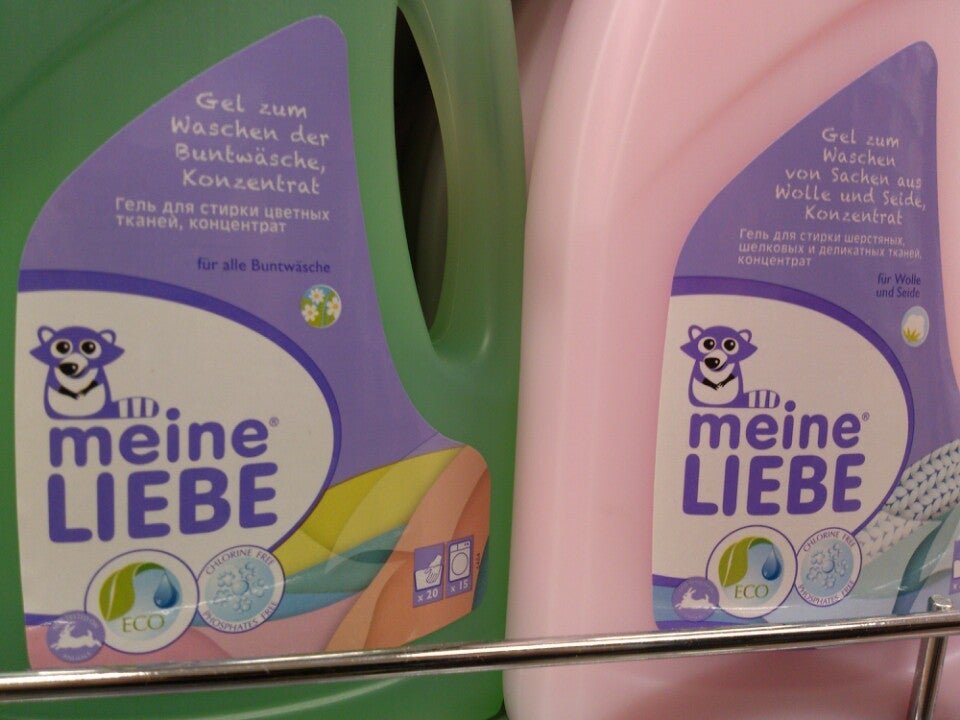 Gel zum
Waschen der
Buntwäsche,
Konzentrat
Гель для стирки цветных
тканей, концентрат
für alle Buntwäsche
meine®
LIEBE
ECO
CHLORINE FREE
PHOSPHATES FREE
x 20
x 15
Gel zum
Waschen
von Sachen aus
Wolle und Seide,
Konzentrat
Гель для стирки шерстяных,
шелковых и деликатных тканей,
концентрат
für Wolle
und Seide
meine®
LIEBE
ECO
CHLORINE FREE
PHOSPHATES FREE